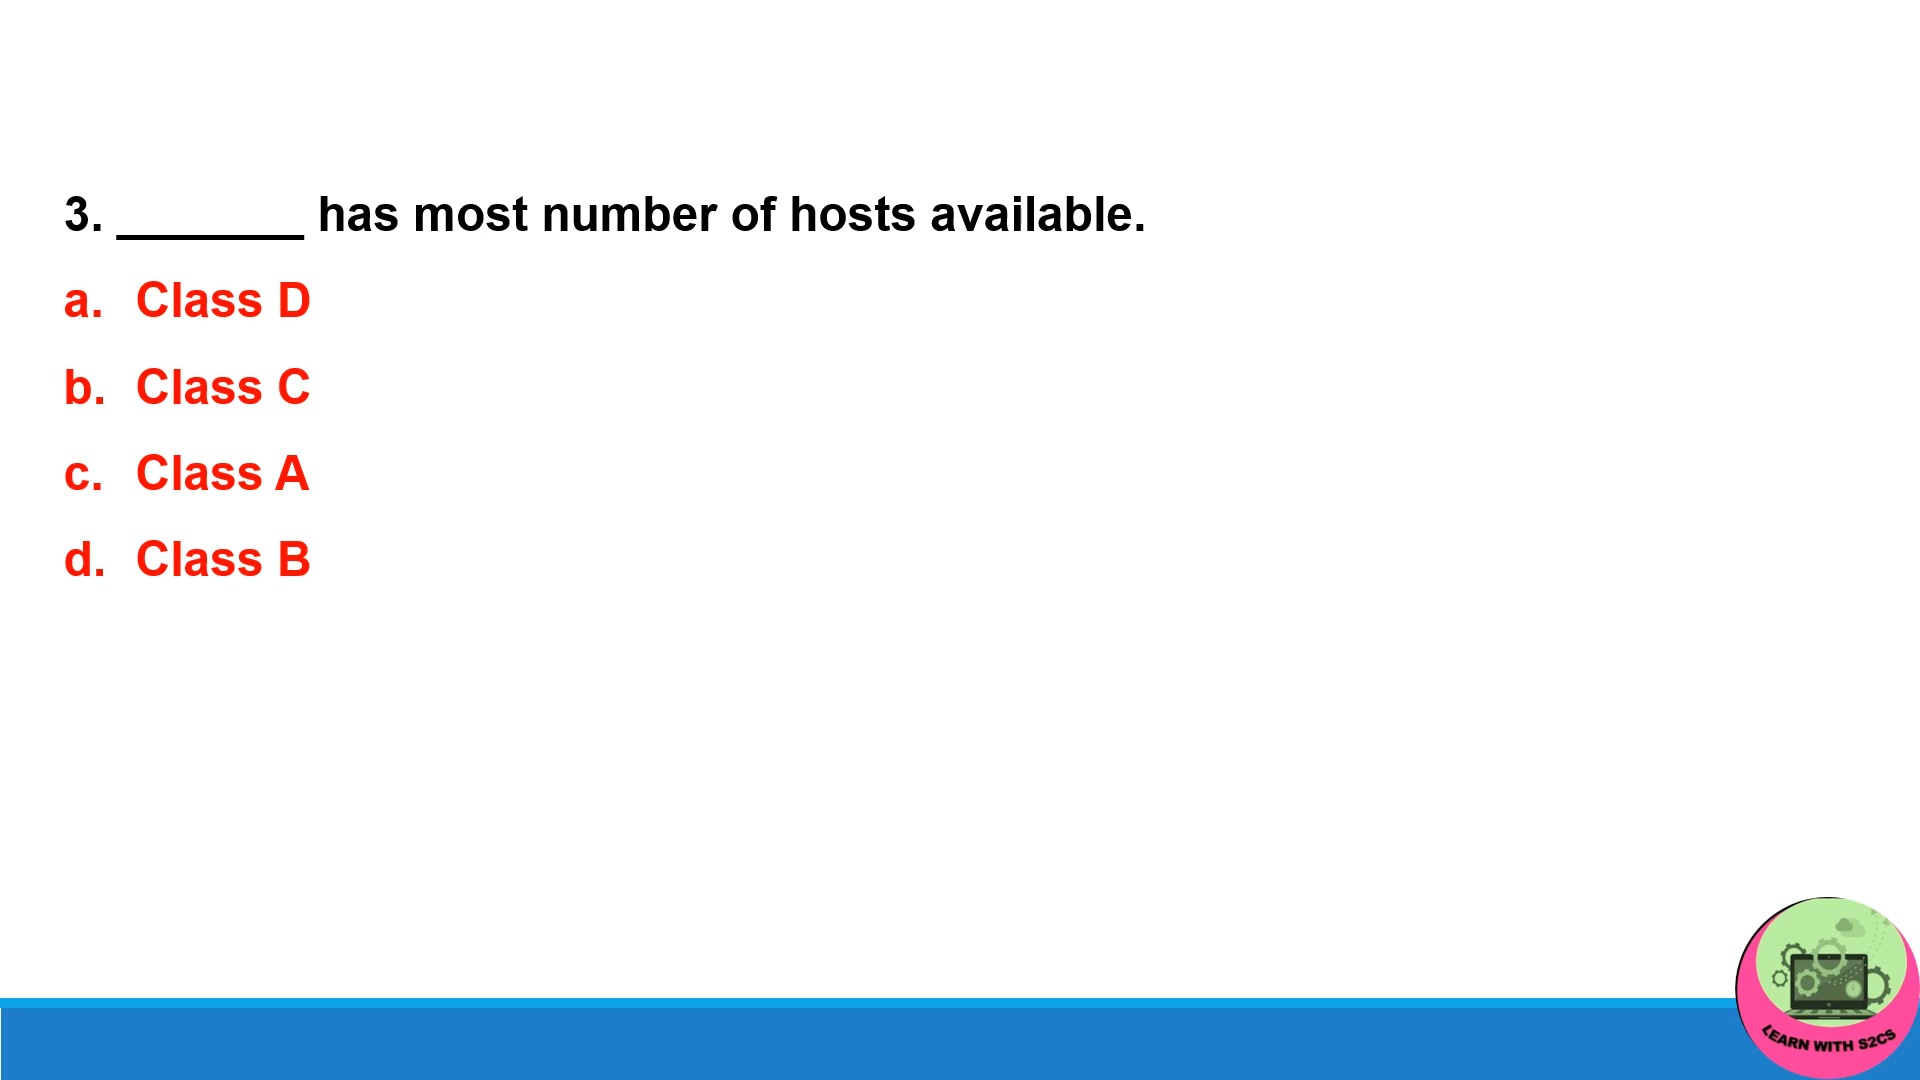 3. _______ has most number of hosts available.
a. Class D
b. Class C
c. Class A
d. Class B
LEARN WITH S2CS